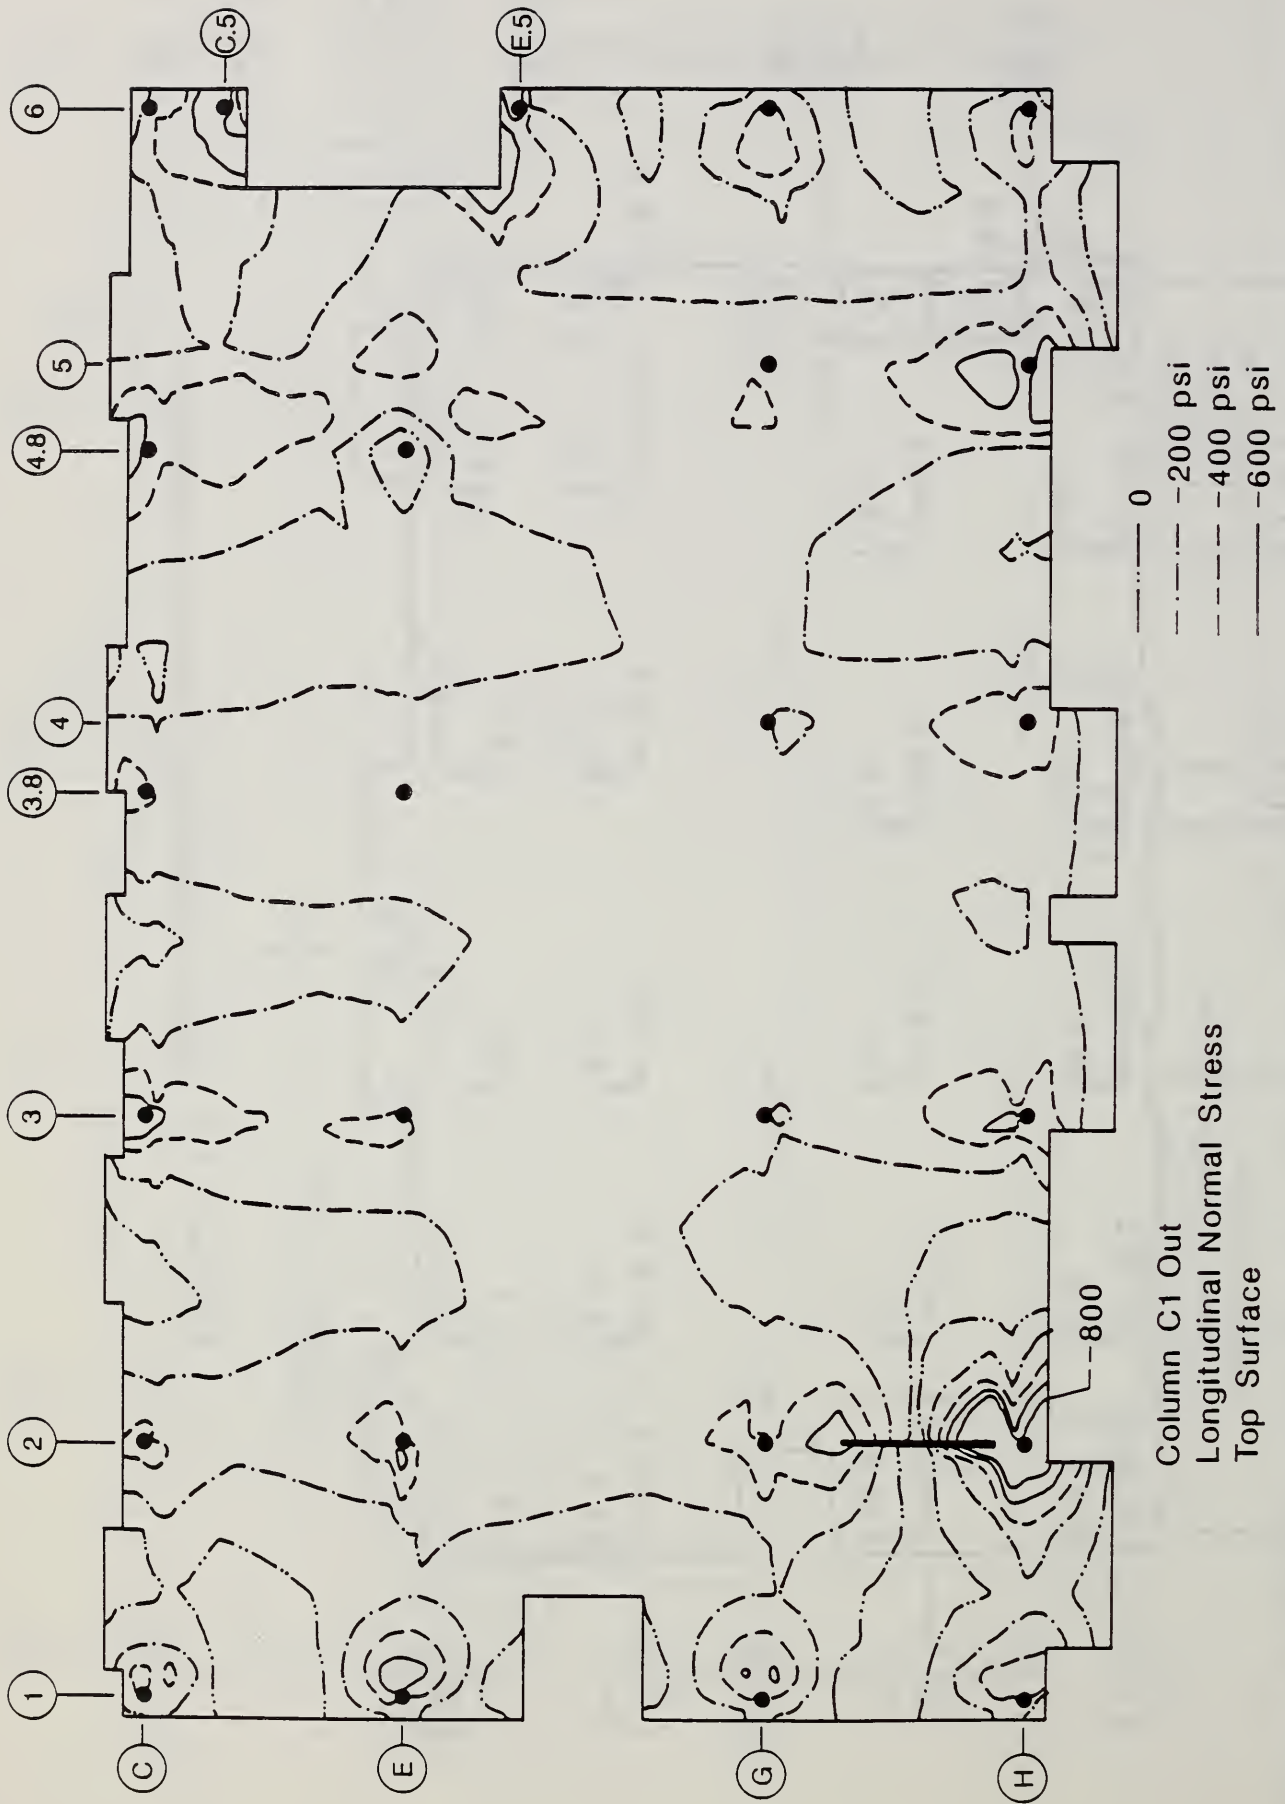 6
C.5
E.5
5
4.8
4
3.8
3
2
1
C
E
G
H
0
-200 psi
-400 psi
-600 psi
-800
Column C1 Out
Longitudinal Normal Stress
Top Surface